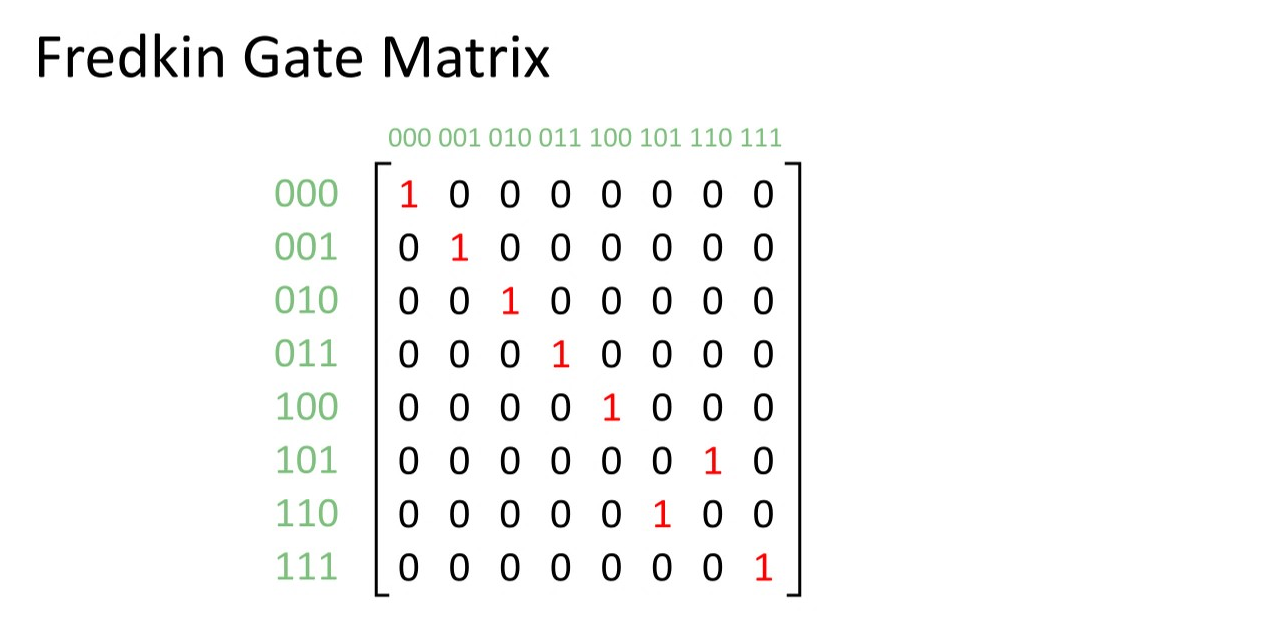 Fredkin Gate Matrix
000 001 010 011 100 101 110 111
000 1 0 0 0 0 0 0 0
001 0 1 0 0 0 0 0 0
010 0 0 1 0 0 0 0 0
011 0 0 0 1 0 0 0 0
100 0 0 0 0 1 0 0 0
101 0 0 0 0 0 0 1 0
110 0 0 0 0 0 1 0 0
111 0 0 0 0 0 0 0 1